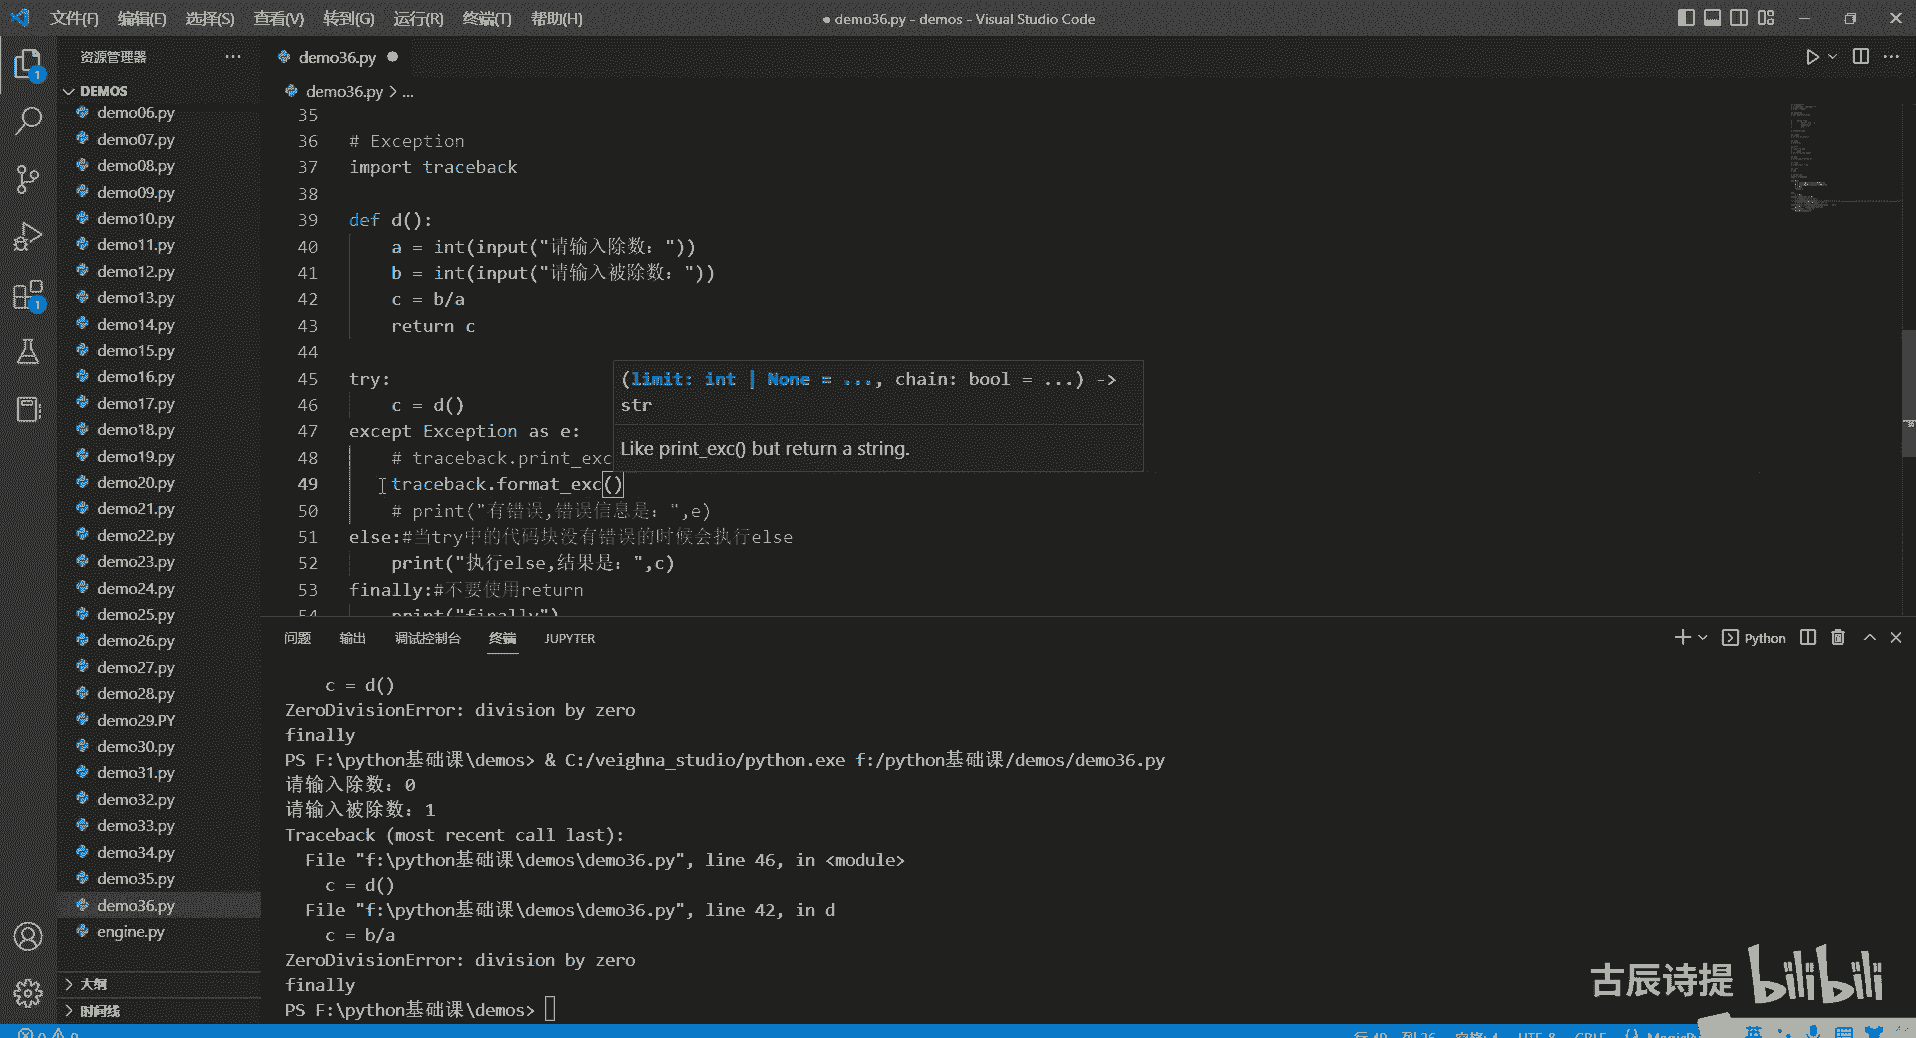 文件(F) 编辑(E) 选择(S) 查看(V) 转到(G) 运行(R) 终端(T) 帮助(H) ● demo36.py - demos - Visual Studio Code
资源管理器 ···
demo36.py ●
DEMOS
demo36.py > ...
demo06.py
demo07.py
demo08.py
demo09.py
demo10.py
demo11.py
demo12.py
demo13.py
demo14.py
demo15.py
demo16.py
demo17.py
demo18.py
demo19.py
demo20.py
demo21.py
demo22.py
demo23.py
demo24.py
demo25.py
demo26.py
demo27.py
demo28.py
demo29.PY
demo30.py
demo31.py
demo32.py
demo33.py
demo34.py
demo35.py
demo36.py
engine.py
大纲
时间线
1
1
35
36 # Exception
37 import traceback
38
39 def d():
40 a = int(input("请输入除数: "))
41 b = int(input("请输入被除数: "))
42 c = b/a
43 return c
44
45 try:
46 c = d()
47 except Exception as e:
48 # traceback.print_exc
49 traceback.format_exc()
50 # print("有错误,错误信息是: ",e)
51 else:#当try中的代码块没有错误的时候会执行else
52 print("执行else,结果是: ",c)
53 finally:#不要使用return
54 print("finally")
(limit: int | None = ..., chain: bool = ...) ->
str
Like print_exc() but return a string.
问题 输出 调试控制台 终端 JUPYTER
Python
c = d()
ZeroDivisionError: division by zero
finally
PS F:\python基础课\demos> & C:/veighna_studio/python.exe f:/python基础课/demos/demo36.py
请输入除数: 0
请输入被除数: 1
Traceback (most recent call last):
File "f:\python基础课\demos\demo36.py", line 46, in <module>
c = d()
File "f:\python基础课\demos\demo36.py", line 42, in d
c = b/a
ZeroDivisionError: division by zero
finally
PS F:\python基础课\demos>
古辰诗提 bilibili
英